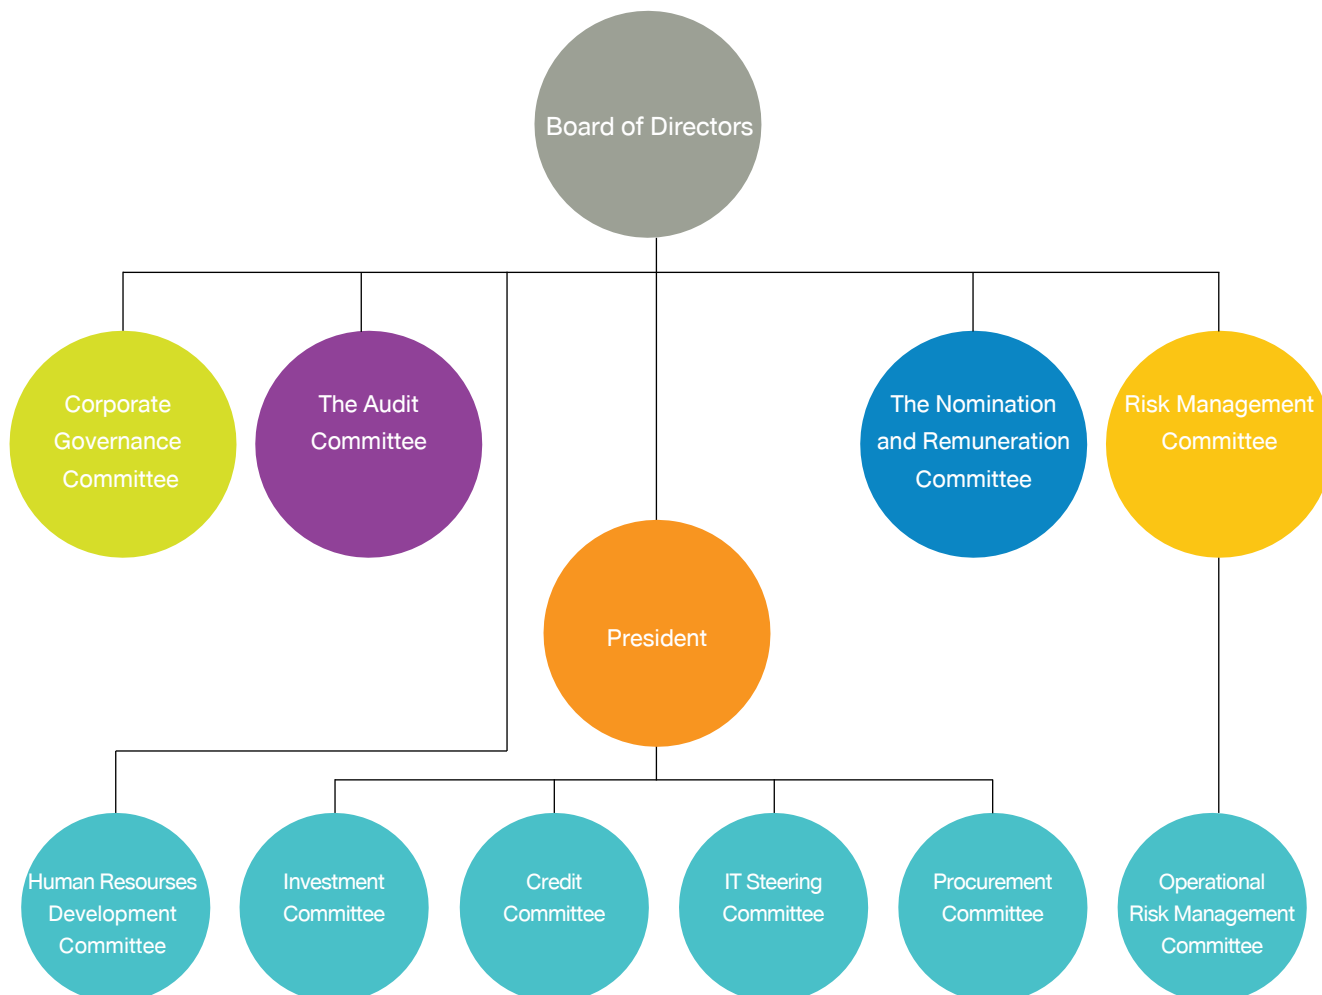 Board of Directors
Corporate
Governance
Committee
The Audit
Committee
The Nomination
and Remuneration
Committee
Risk Management
Committee
President
Human Resourses
Development
Committee
Investment
Committee
Credit
Committee
IT Steering
Committee
Procurement
Committee
Operational
Risk Management
Committee